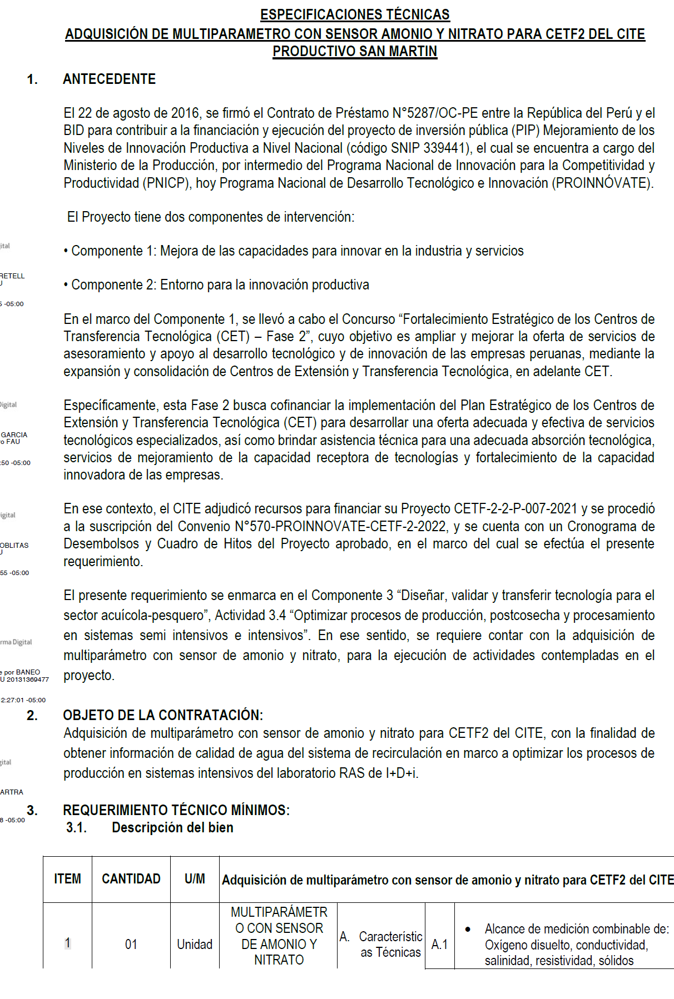 ESPECIFICACIONES TÉCNICAS
ADQUISICIÓN DE MULTIPARAMETRO CON SENSOR AMONIO Y NITRATO PARA CETF2 DEL CITE
PRODUCTIVO SAN MARTIN
1. ANTECEDENTE
El 22 de agosto de 2016, se firmó el Contrato de Préstamo N°5287/OC-PE entre la República del Perú y el
BID para contribuir a la financiación y ejecución del proyecto de inversión pública (PIP) Mejoramiento de los
Niveles de Innovación Productiva a Nivel Nacional (código SNIP 339441), el cual se encuentra a cargo del
Ministerio de la Producción, por intermedio del Programa Nacional de Innovación para la Competitividad y
Productividad (PNICP), hoy Programa Nacional de Desarrollo Tecnológico e Innovación (PROINNÓVATE).
El Proyecto tiene dos componentes de intervención:
gital
• Componente 1: Mejora de las capacidades para innovar en la industria y servicios
RETELL
U
• Componente 2: Entorno para la innovación productiva
5 -05:00
En el marco del Componente 1, se llevó a cabo el Concurso “Fortalecimiento Estratégico de los Centros de
Transferencia Tecnológica (CET) – Fase 2”, cuyo objetivo es ampliar y mejorar la oferta de servicios de
asesoramiento y apoyo al desarrollo tecnológico y de innovación de las empresas peruanas, mediante la
expansión y consolidación de Centros de Extensión y Transferencia Tecnológica, en adelante CET.
Digital
Específicamente, esta Fase 2 busca cofinanciar la implementación del Plan Estratégico de los Centros de
Extensión y Transferencia Tecnológica (CET) para desarrollar una oferta adecuada y efectiva de servicios
tecnológicos especializados, así como brindar asistencia técnica para una adecuada absorción tecnológica,
servicios de mejoramiento de la capacidad receptora de tecnologías y fortalecimiento de la capacidad
innovadora de las empresas.
GARCIA
ro FAU
:50 -05:00
En ese contexto, el CITE adjudicó recursos para financiar su Proyecto CETF-2-2-P-007-2021 y se procedió
a la suscripción del Convenio N°570-PROINNOVATE-CETF-2-2022, y se cuenta con un Cronograma de
Desembolsos y Cuadro de Hitos del Proyecto aprobado, en el marco del cual se efectúa el presente
requerimiento.
igital
OBLITAS
U
55 -05:00
El presente requerimiento se enmarca en el Componente 3 “Diseñar, validar y transferir tecnología para el
sector acuícola-pesquero”, Actividad 3.4 “Optimizar procesos de producción, postcosecha y procesamiento
en sistemas semi intensivos e intensivos”. En ese sentido, se requiere contar con la adquisición de
multiparámetro con sensor de amonio y nitrato, para la ejecución de actividades contempladas en el
proyecto.
rma Digital
e por BANEO
U 20131369477
12:27:01 -05:00
2. OBJETO DE LA CONTRATACIÓN:
Adquisición de multiparámetro con sensor de amonio y nitrato para CETF2 del CITE, con la finalidad de
obtener información de calidad de agua del sistema de recirculación en marco a optimizar los procesos de
producción en sistemas intensivos del laboratorio RAS de I+D+i.
gital
ARTRA
8 -05:00
3. REQUERIMIENTO TÉCNICO MÍNIMOS:
3.1. Descripción del bien
ITEM CANTIDAD U/M Adquisición de multiparámetro con sensor de amonio y nitrato para CETF2 del CITE
1
01
Unidad
MULTIPARÁMETR
O CON SENSOR
DE AMONIO Y
NITRATO
A. Característic
as Técnicas
A.1
• Alcance de medición combinable de:
Oxígeno disuelto, conductividad,
salinidad, resistividad, sólidos